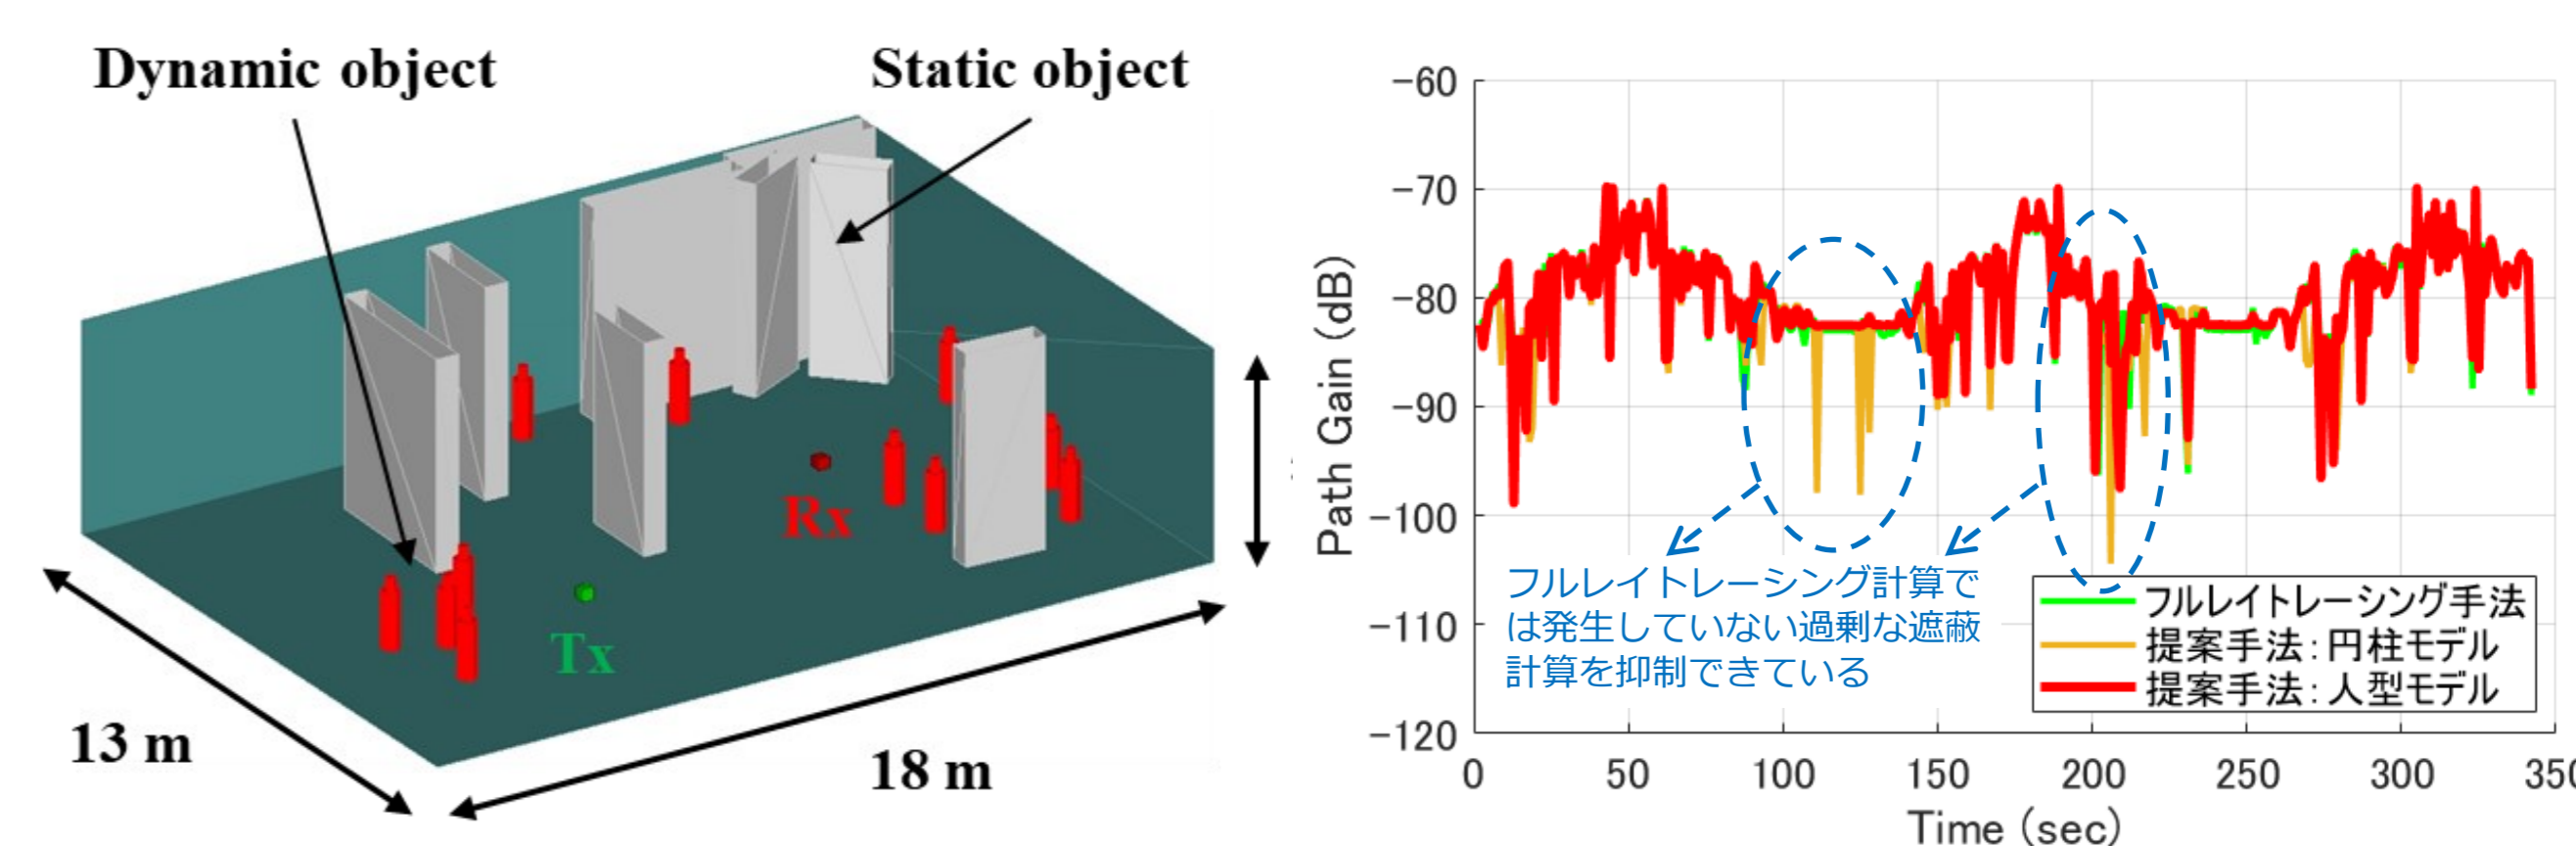 Dynamic object
Static object
Rx
Tx
13 m
18 m
Path Gain (dB)
-60
-70
-80
-90
-100
-110
-120
フルレイトレーシング計算で
は発生していない過剰な遮蔽
計算を抑制できている
フルレイトレーシング手法
提案手法:円柱モデル
提案手法:人型モデル
0 50 100 150 200 250 300
Time (sec)